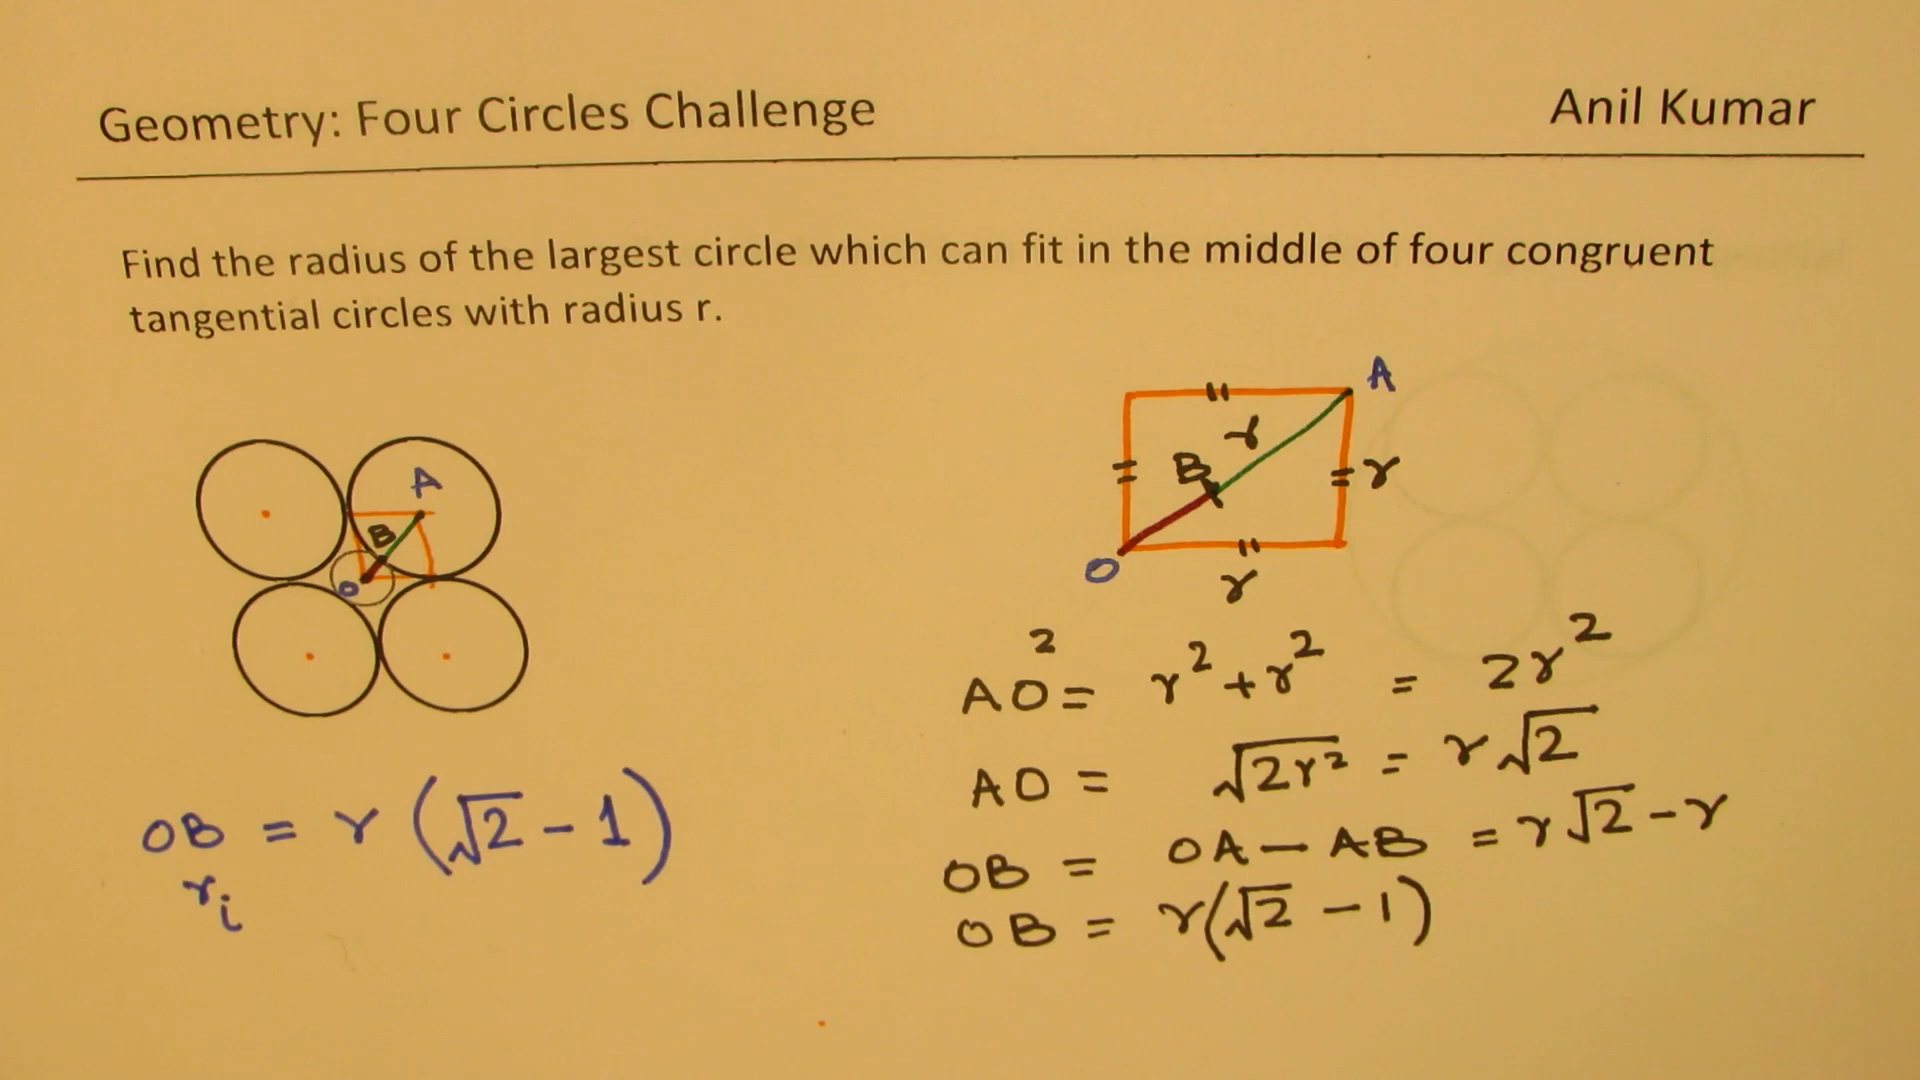 Geometry: Four Circles Challenge
Anil Kumar
Find the radius of the largest circle which can fit in the middle of four congruent
tangential circles with radius r.
A
B
O
A
r
B
r
O
r
AO² = r² + r² = 2r²
AO = √2r² = r√2
OB = OA − AB = r√2 − r
OB = r(√2 − 1)
OB = r (√2 − 1)
rᵢ